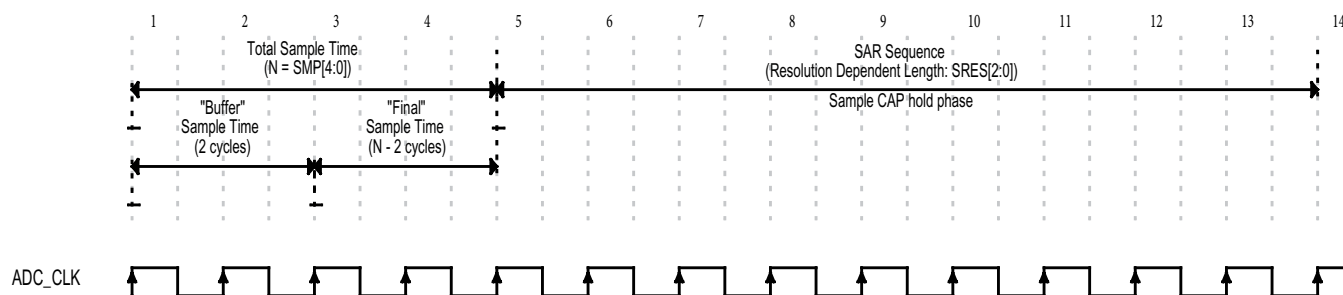 1 2 3 4 5 6 7 8 9 10 11 12 13 14
Total Sample Time
(N = SMP[4:0])
SAR Sequence
(Resolution Dependent Length: SRES[2:0])
Sample CAP hold phase
"Buffer"
Sample Time
(2 cycles)
"Final"
Sample Time
(N - 2 cycles)
ADC_CLK